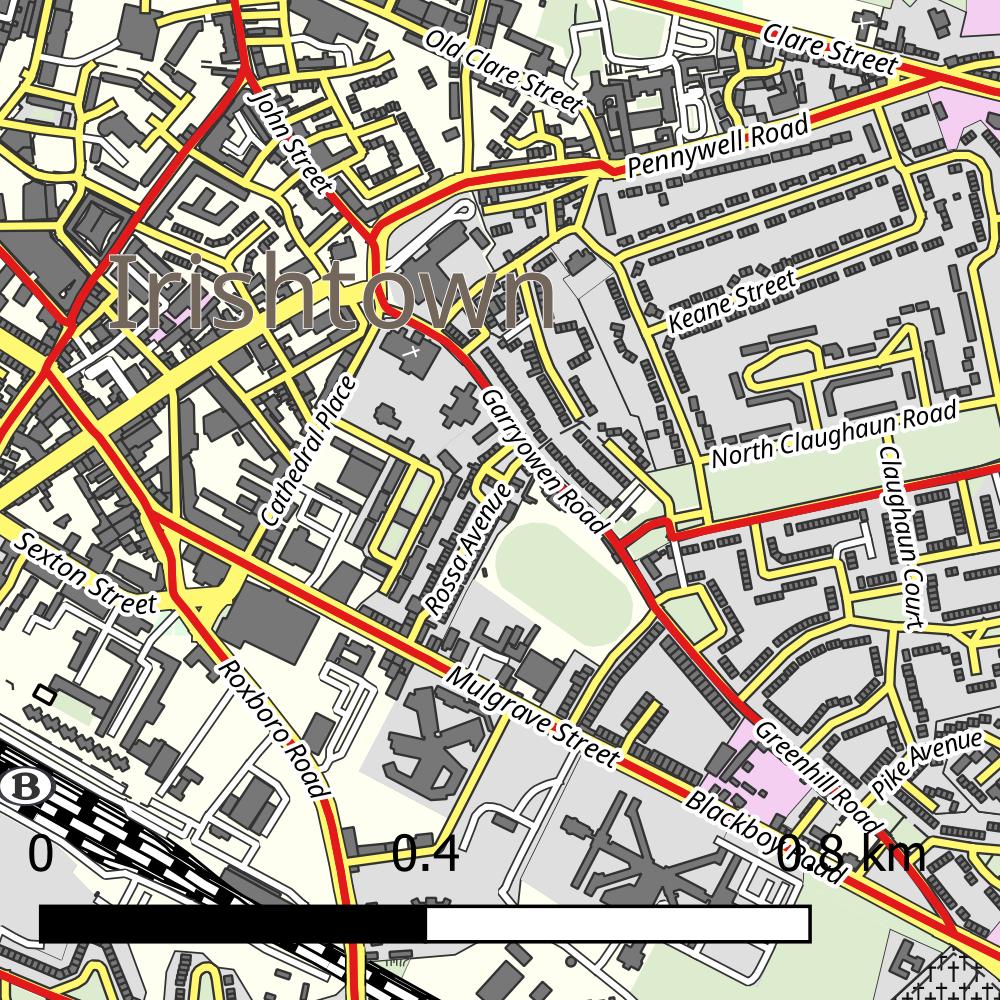 Clare Street
Old Clare Street
John Street
Pennywell Road
Irishtown
Keane Street
Cathedral Place
Garryowen Road
North Claughaun Road
Claughaun Court
Rossa Avenue
Sexton Street
Roxboro Road
Mulgrave Street
Greenhill Road
Pike Avenue
B
Blackboy Road
0 0.4 0.8 km